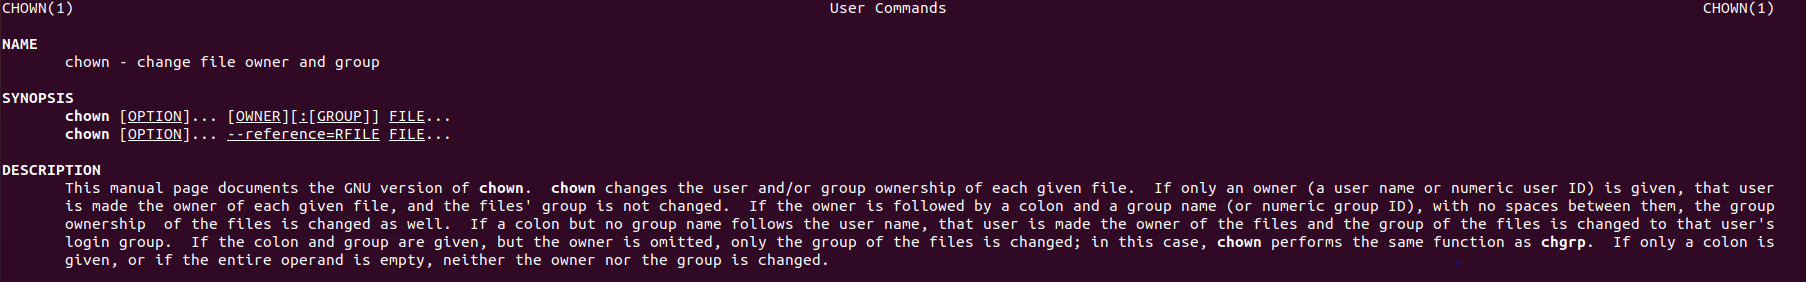 CHOWN(1) User Commands CHOWN(1)
NAME
chown - change file owner and group
SYNOPSIS
chown [OPTION]... [OWNER][:[GROUP]] FILE...
chown [OPTION]... --reference=RFILE FILE...
DESCRIPTION
This manual page documents the GNU version of chown.  chown changes the user and/or group ownership of each given file.  If only an owner (a user name or numeric user ID) is given, that user
is made the owner of each given file, and the files' group is not changed.  If the owner is followed by a colon and a group name (or numeric group ID), with no spaces between them, the group
ownership  of the files is changed as well.  If a colon but no group name follows the user name, that user is made the owner of the files and the group of the files is changed to that user's
login group.  If the colon and group are given, but the owner is omitted, only the group of the files is changed; in this case, chown performs the same function as chgrp.  If only a colon is
given, or if the entire operand is empty, neither the owner nor the group is changed.